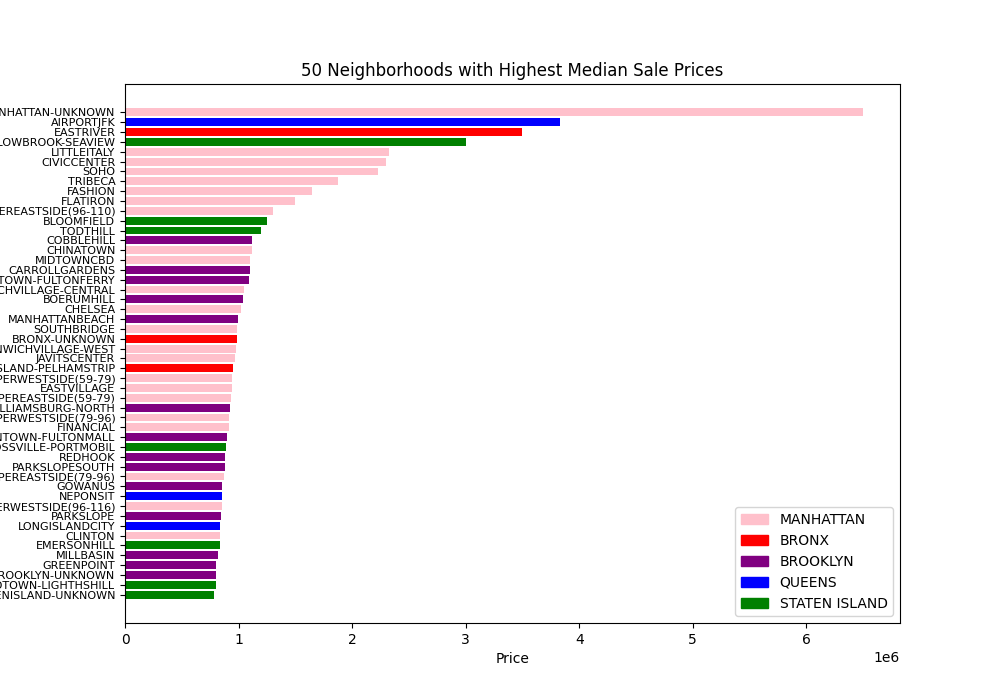 50 Neighborhoods with Highest Median Sale Prices
NHATTAN-UNKNOWN
AIRPORTJFK
EASTRIVER
LOWBROOK-SEAVIEW
LITTLEITALY
CIVICCENTER
SOHO
TRIBECA
FASHION
FLATIRON
EREASTSIDE(96-110)
BLOOMFIELD
TODTHILL
COBBLEHILL
CHINATOWN
MIDTOWNCBD
CARROLLGARDENS
TOWN-FULTONFERRY
CHVILLAGE-CENTRAL
BOERUMHILL
CHELSEA
MANHATTANBEACH
SOUTHBRIDGE
BRONX-UNKNOWN
NWICHVILLAGE-WEST
JAVITSCENTER
SLAND-PELHAMSTRIP
PERWESTSIDE(59-79)
EASTVILLAGE
PEREASTSIDE(59-79)
LLIAMSBURG-NORTH
PERWESTSIDE(79-96)
FINANCIAL
NTOWN-FULTONMALL
OSSVILLE-PORTMOBIL
REDHOOK
PARKSLOPESOUTH
PEREASTSIDE(79-96)
GOWANUS
NEPONSIT
ERWESTSIDE(96-116)
PARKSLOPE
LONGISLANDCITY
CLINTON
EMERSONHILL
MILLBASIN
GREENPOINT
ROOKLYN-UNKNOWN
DTOWN-LIGHTHSHILL
ENISLAND-UNKNOWN
MANHATTAN
BRONX
BROOKLYN
QUEENS
STATEN ISLAND
0 1 2 3 4 5 6
1e6
Price